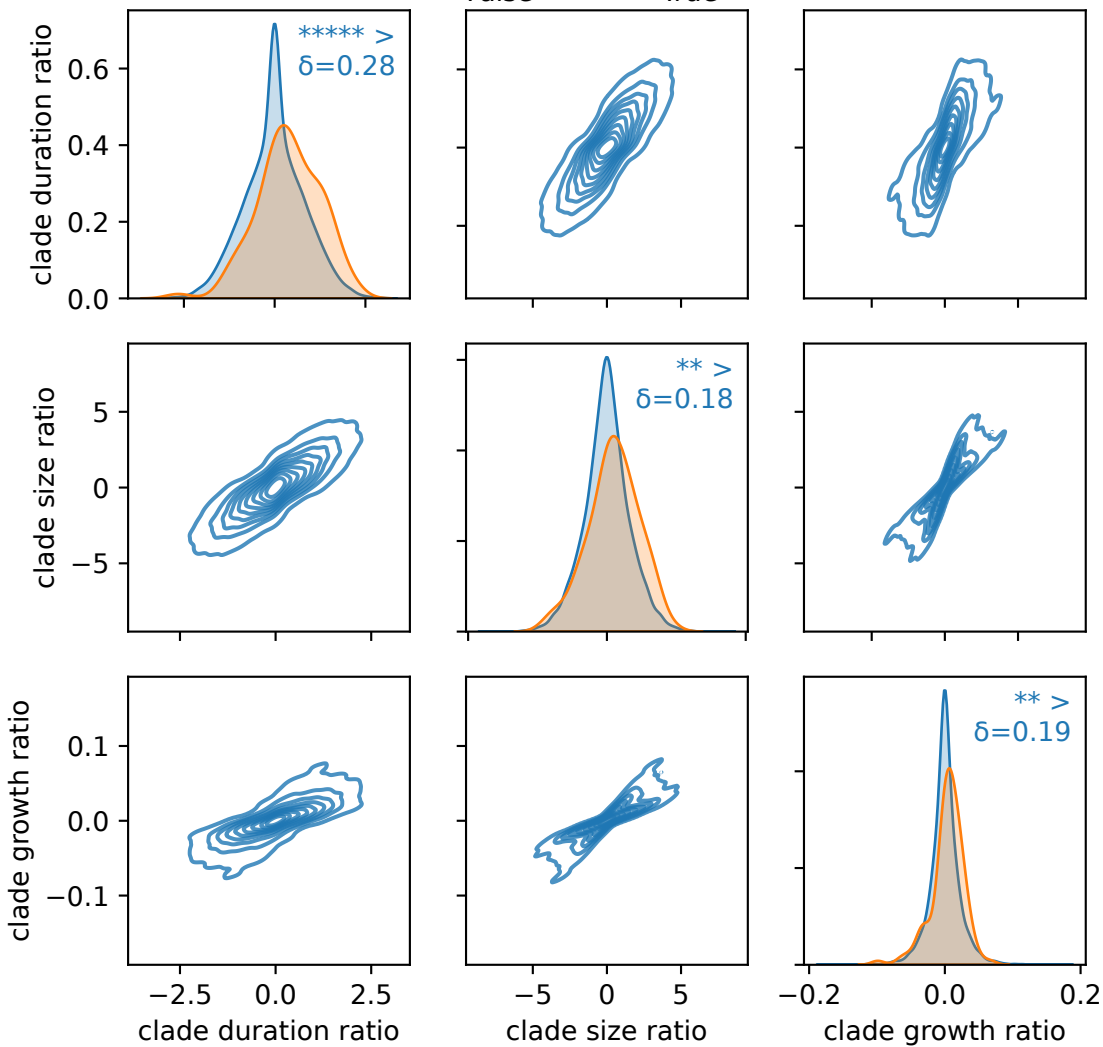 ***** >
δ=0.28
clade duration ratio
0.6
0.4
0.2
0.0
** >
δ=0.18
clade size ratio
5
0
−5
** >
δ=0.19
clade growth ratio
0.1
0.0
−0.1
−2.5 0.0 2.5
−5 0 5
−0.2 0.0 0.2
clade duration ratio
clade size ratio
clade growth ratio